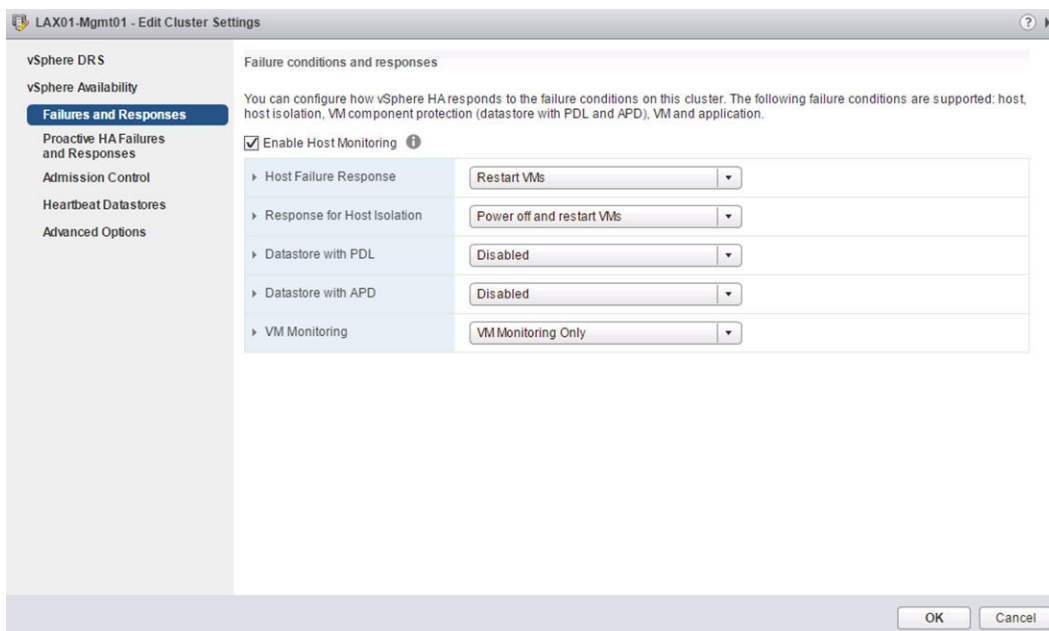 LAX01-Mgmt01 - Edit Cluster Settings
?
vSphere DRS
vSphere Availability
Failures and Responses
Proactive HA Failures
and Responses
Admission Control
Heartbeat Datastores
Advanced Options
Failure conditions and responses
You can configure how vSphere HA responds to the failure conditions on this cluster. The following failure conditions are supported: host,
host isolation, VM component protection (datastore with PDL and APD), VM and application.
Enable Host Monitoring
Host Failure Response
Restart VMs
Response for Host Isolation
Power off and restart VMs
Datastore with PDL
Disabled
Datastore with APD
Disabled
VM Monitoring
VM Monitoring Only
OK
Cancel